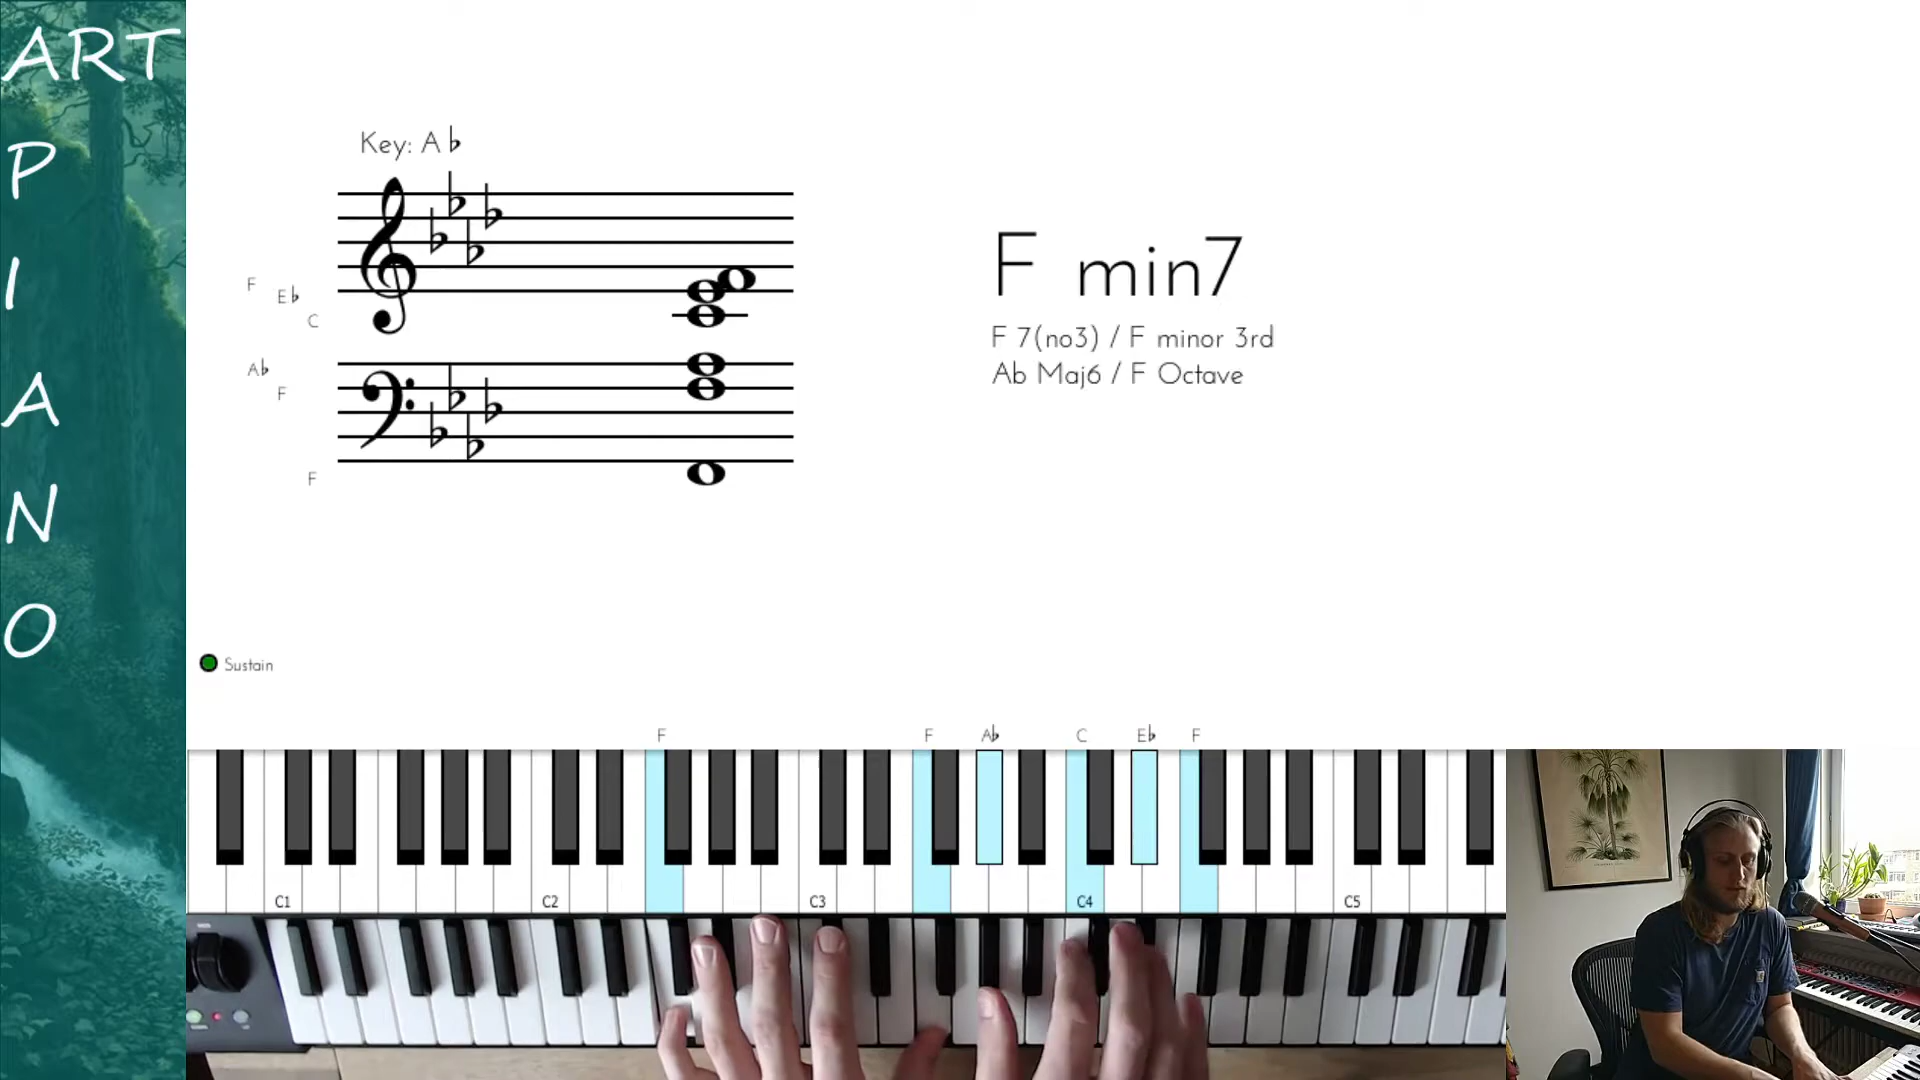 ART
P
I
A
N
O
Key: A♭
F
E♭
C
A♭
F
F
F min7
F 7(no3) / F minor 3rd
Ab Maj6 / F Octave
Sustain
F F A♭ C E♭ F
C1 C2 C3 C4 C5